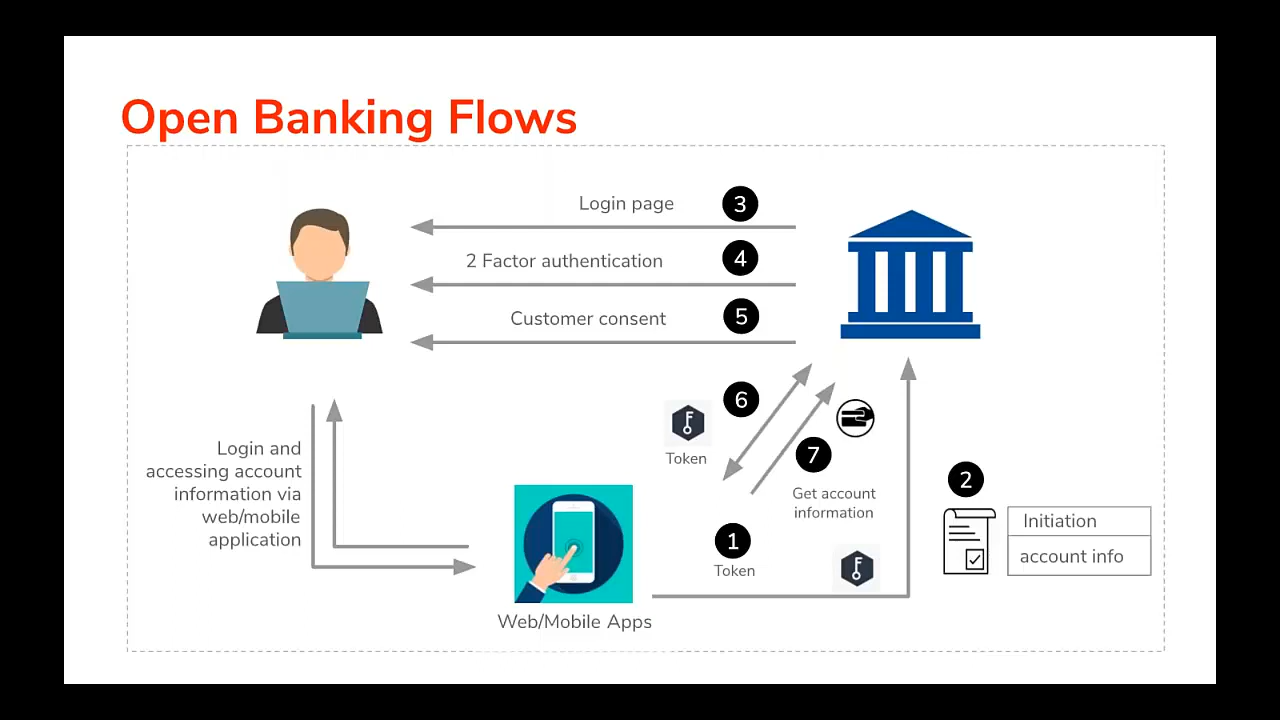 Open Banking Flows
Login page 3
2 Factor authentication 4
Customer consent 5
6
Token
7
Get account
information
Login and
accessing account
information via
web/mobile
application
2
Initiation
account info
1
Token
Web/Mobile Apps